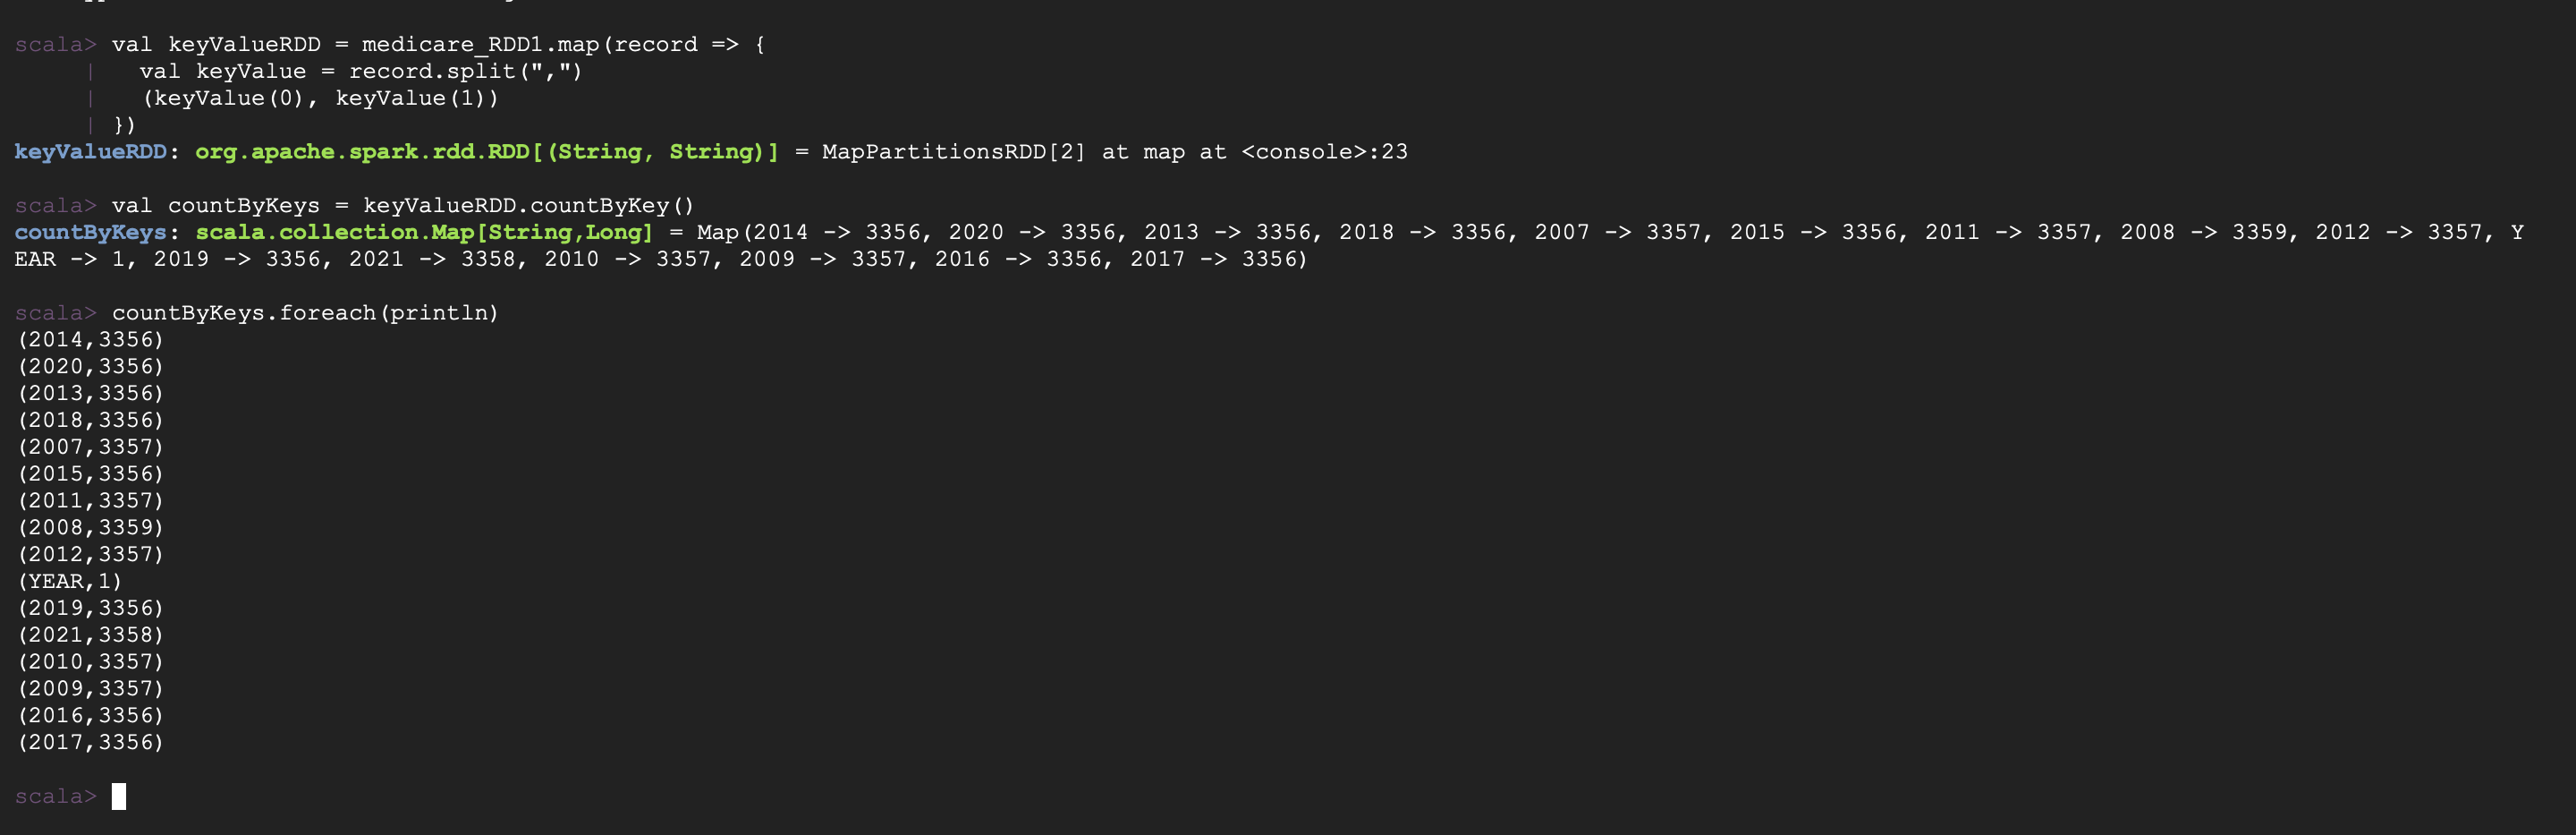 scala> val keyValueRDD = medicare_RDD1.map(record => {
     |   val keyValue = record.split(",")
     |   (keyValue(0), keyValue(1))
     | })
keyValueRDD: org.apache.spark.rdd.RDD[(String, String)] = MapPartitionsRDD[2] at map at <console>:23
scala> val countByKeys = keyValueRDD.countByKey()
countByKeys: scala.collection.Map[String,Long] = Map(2014 -> 3356, 2020 -> 3356, 2013 -> 3356, 2018 -> 3356, 2007 -> 3357, 2015 -> 3356, 2011 -> 3357, 2008 -> 3359, 2012 -> 3357, Y
EAR -> 1, 2019 -> 3356, 2021 -> 3358, 2010 -> 3357, 2009 -> 3357, 2016 -> 3356, 2017 -> 3356)
scala> countByKeys.foreach(println)
(2014,3356)
(2020,3356)
(2013,3356)
(2018,3356)
(2007,3357)
(2015,3356)
(2011,3357)
(2008,3359)
(2012,3357)
(YEAR,1)
(2019,3356)
(2021,3358)
(2010,3357)
(2009,3357)
(2016,3356)
(2017,3356)
scala>